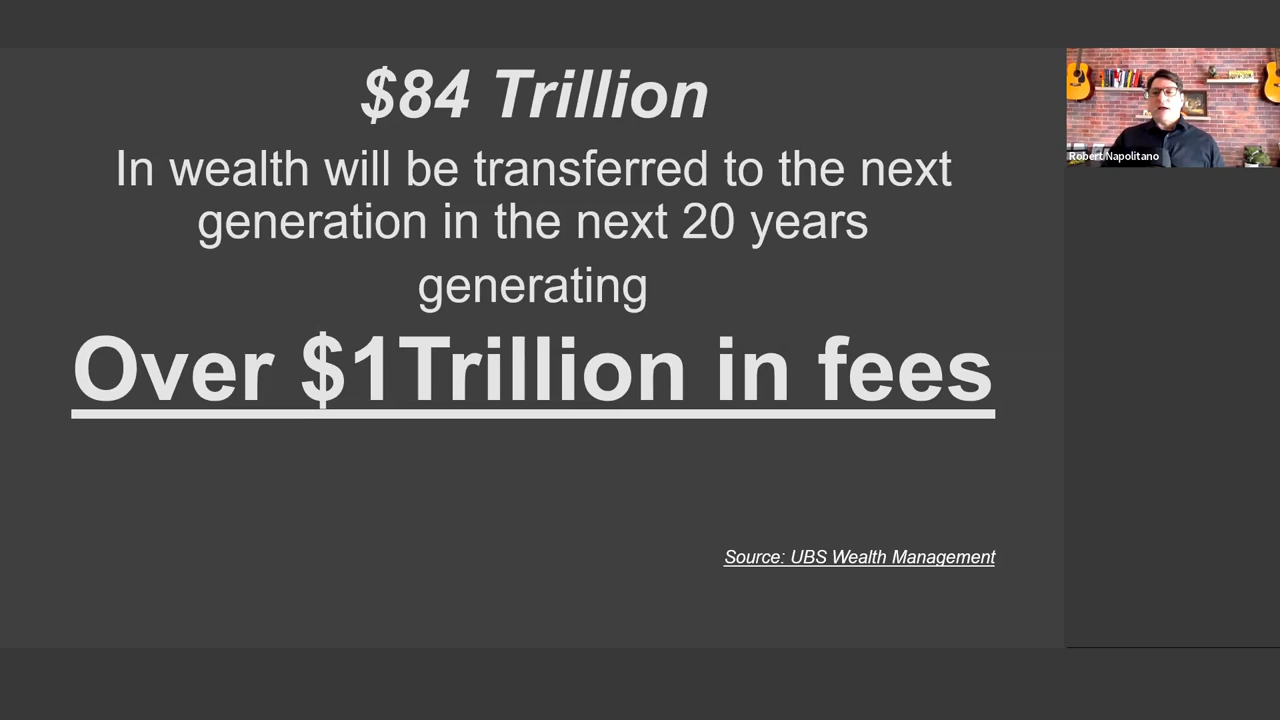 $84 Trillion
In wealth will be transferred to the next
generation in the next 20 years
generating
Over $1Trillion in fees
Source: UBS Wealth Management
Robert Napolitano